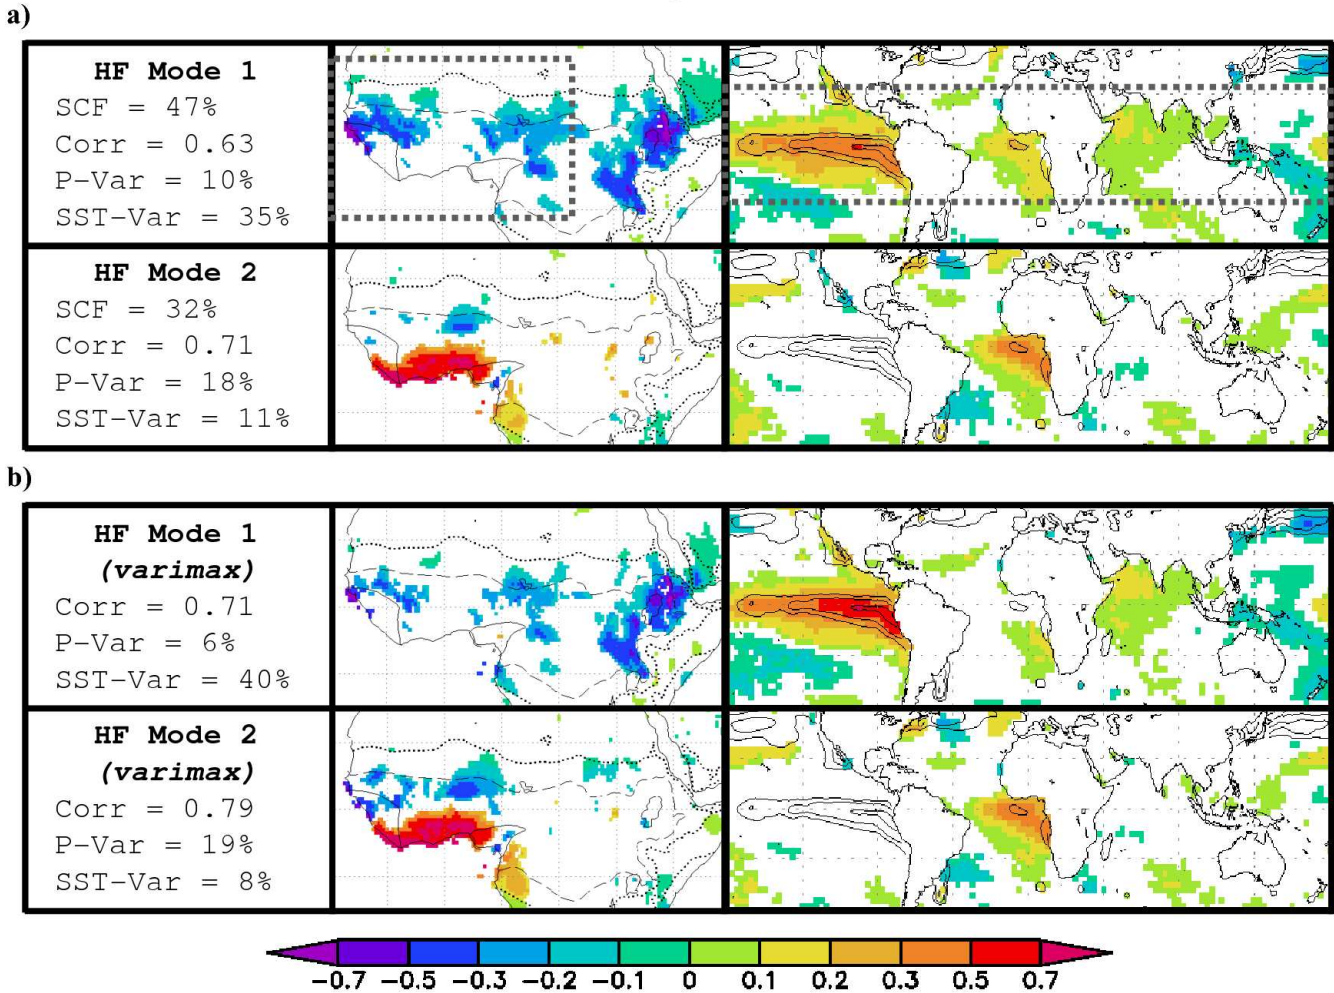 a)
HF Mode 1
SCF = 47%
Corr = 0.63
P-Var = 10%
SST-Var = 35%
HF Mode 2
SCF = 32%
Corr = 0.71
P-Var = 18%
SST-Var = 11%
b)
HF Mode 1
(varimax)
Corr = 0.71
P-Var = 6%
SST-Var = 40%
HF Mode 2
(varimax)
Corr = 0.79
P-Var = 19%
SST-Var = 8%
-0.7 -0.5 -0.3 -0.2 -0.1 0 0.1 0.2 0.3 0.5 0.7